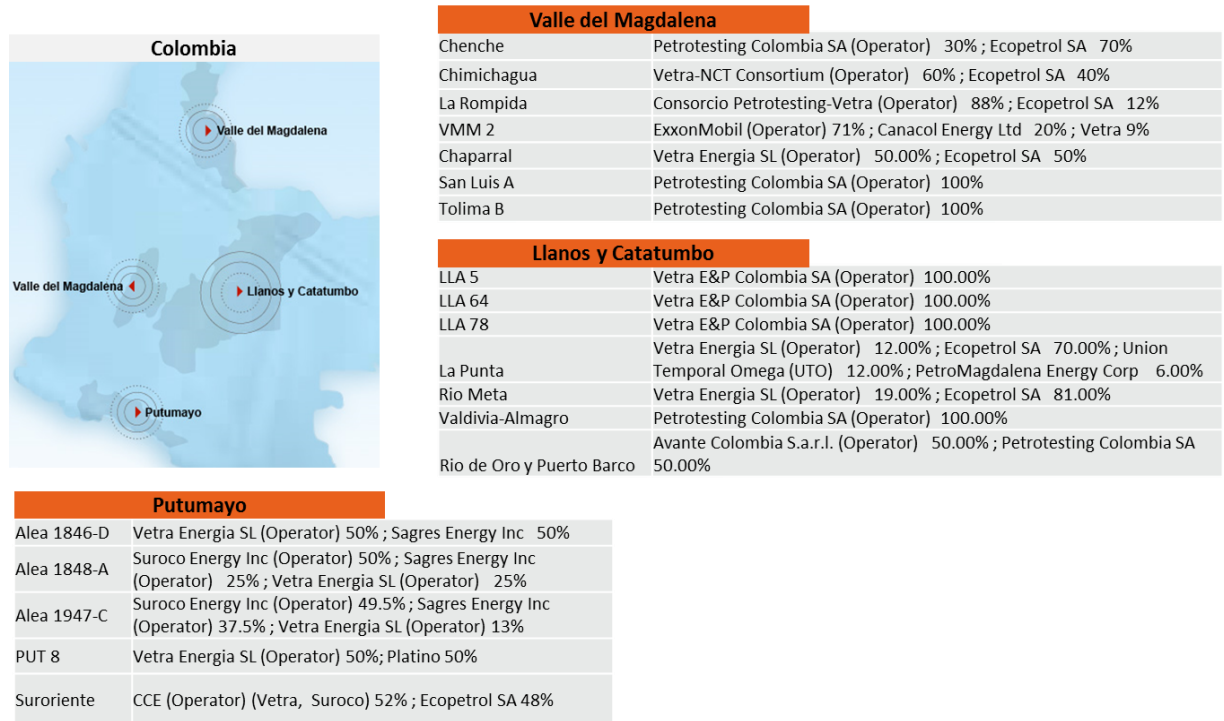 Colombia
Valle del Magdalena
Valle del Magdalena
Llanos y Catatumbo
Putumayo
Valle del Magdalena
Chenche Petrotesting Colombia SA (Operator) 30% ; Ecopetrol SA 70%
Chimichagua Vetra-NCT Consortium (Operator) 60% ; Ecopetrol SA 40%
La Rompida Consorcio Petrotesting-Vetra (Operator) 88% ; Ecopetrol SA 12%
VMM 2 ExxonMobil (Operator) 71% ; Canacol Energy Ltd 20% ; Vetra 9%
Chaparral Vetra Energia SL (Operator) 50.00% ; Ecopetrol SA 50%
San Luis A Petrotesting Colombia SA (Operator) 100%
Tolima B Petrotesting Colombia SA (Operator) 100%
Llanos y Catatumbo
LLA 5 Vetra E&P Colombia SA (Operator) 100.00%
LLA 64 Vetra E&P Colombia SA (Operator) 100.00%
LLA 78 Vetra E&P Colombia SA (Operator) 100.00%
Vetra Energia SL (Operator) 12.00% ; Ecopetrol SA 70.00% ; Union
La Punta Temporal Omega (UTO) 12.00% ; PetroMagdalena Energy Corp 6.00%
Rio Meta Vetra Energia SL (Operator) 19.00% ; Ecopetrol SA 81.00%
Valdivia-Almagro Petrotesting Colombia SA (Operator) 100.00%
Avante Colombia S.a.r.l. (Operator) 50.00% ; Petrotesting Colombia SA
Rio de Oro y Puerto Barco 50.00%
Putumayo
Alea 1846-D Vetra Energia SL (Operator) 50% ; Sagres Energy Inc 50%
Alea 1848-A Suroco Energy Inc (Operator) 50% ; Sagres Energy Inc
(Operator) 25% ; Vetra Energia SL (Operator) 25%
Alea 1947-C Suroco Energy Inc (Operator) 49.5% ; Sagres Energy Inc
(Operator) 37.5% ; Vetra Energia SL (Operator) 13%
PUT 8 Vetra Energia SL (Operator) 50%; Platino 50%
Suroriente CCE (Operator) (Vetra, Suroco) 52% ; Ecopetrol SA 48%